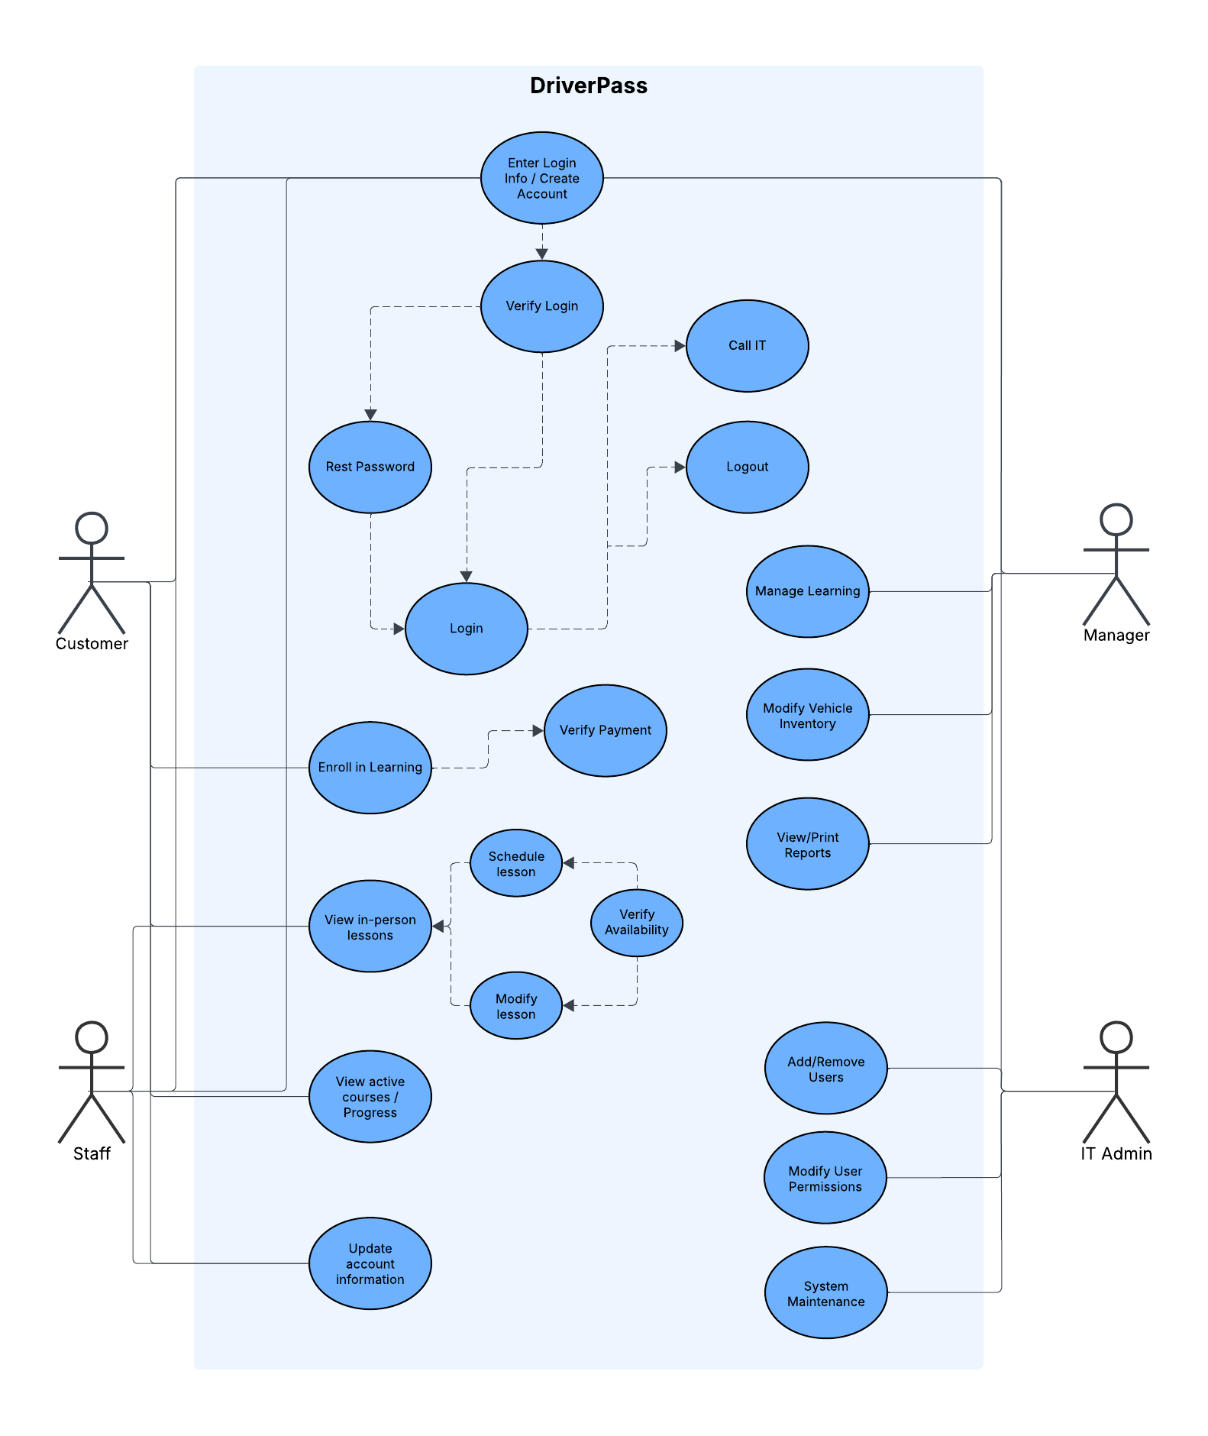 DriverPass
Enter Login
Info / Create
Account
Verify Login
Call IT
Rest Password
Logout
Customer
Manage Learning
Manager
Login
Modify Vehicle
Inventory
Verify Payment
Enroll in Learning
View/Print
Reports
Schedule
lesson
View in-person
lessons
Verify
Availability
Modify
lesson
Add/Remove
Users
View active
courses /
Progress
Staff
IT Admin
Modify User
Permissions
Update
account
information
System
Maintenance